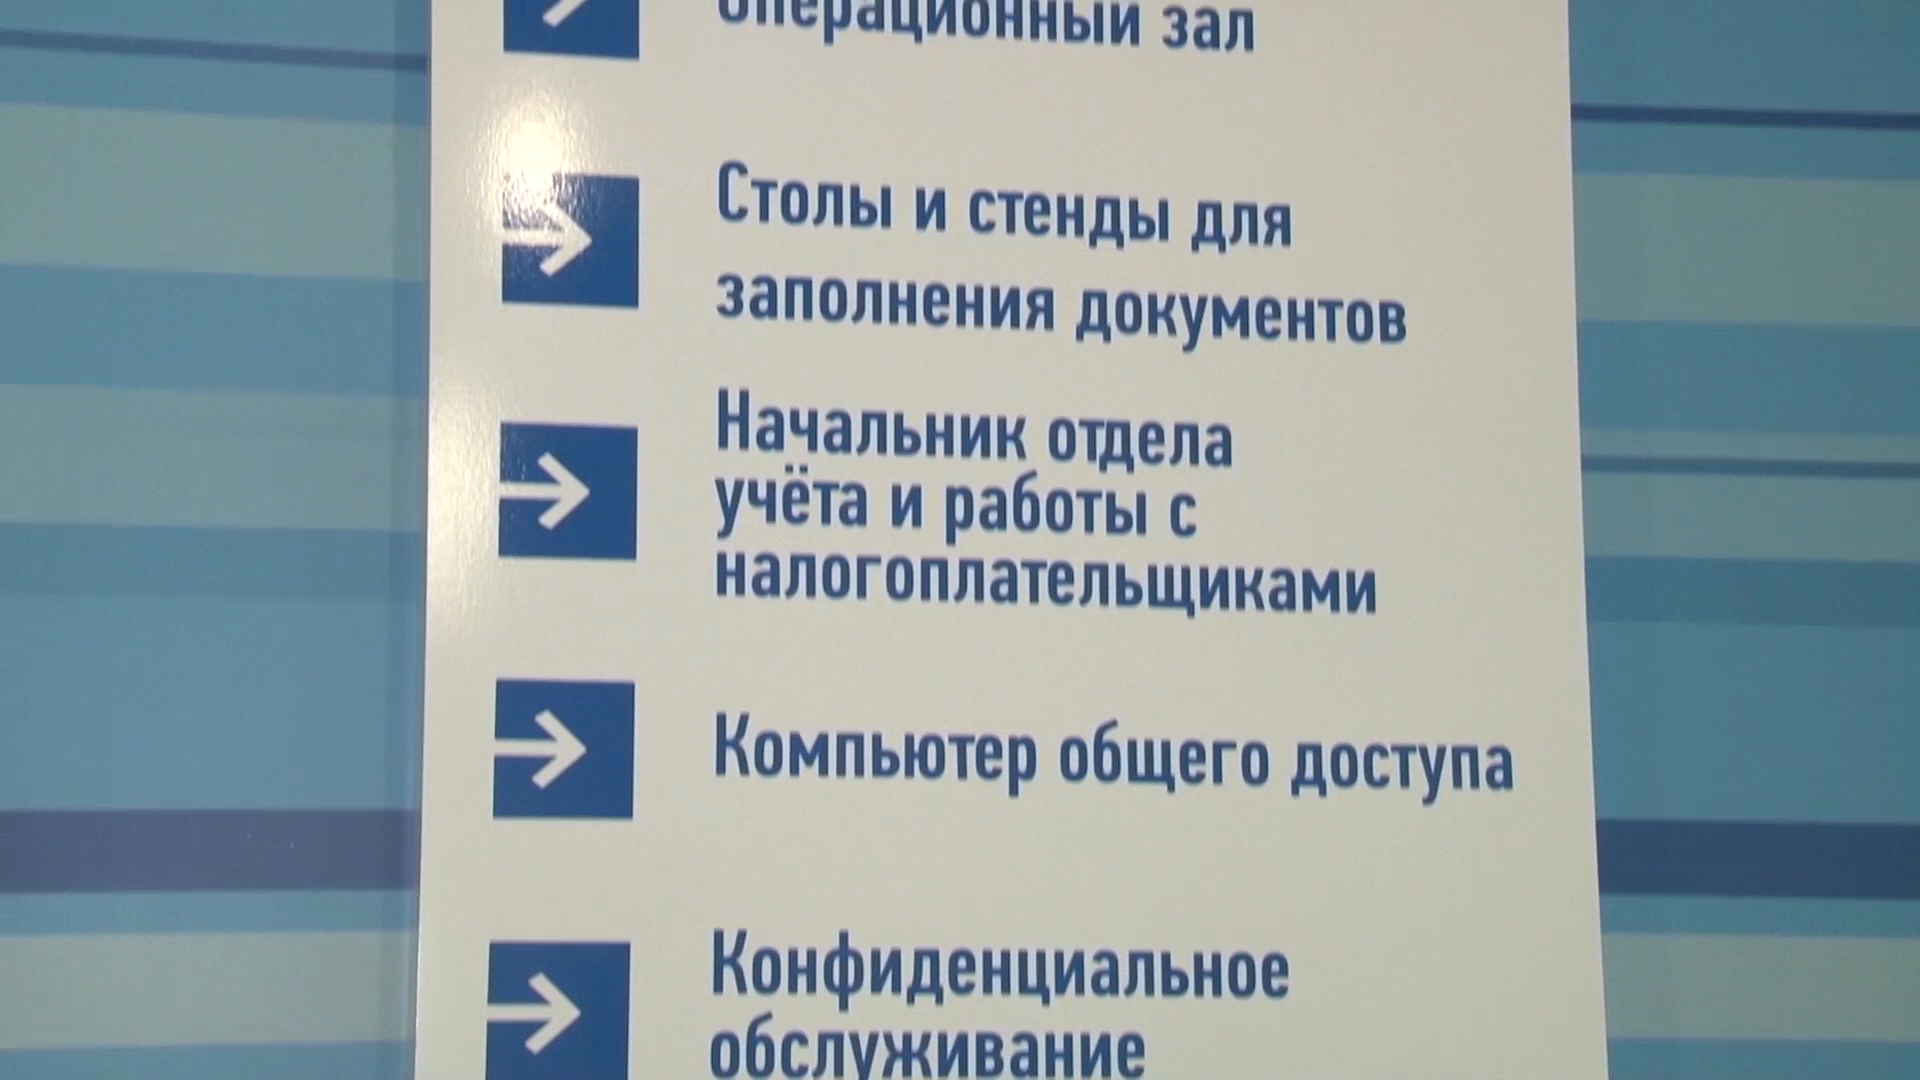 операционный зал
Столы и стенды для
заполнения документов
Начальник отдела
учёта и работы с
налогоплательщиками
Компьютер общего доступа
Конфиденциальное
обслуживание